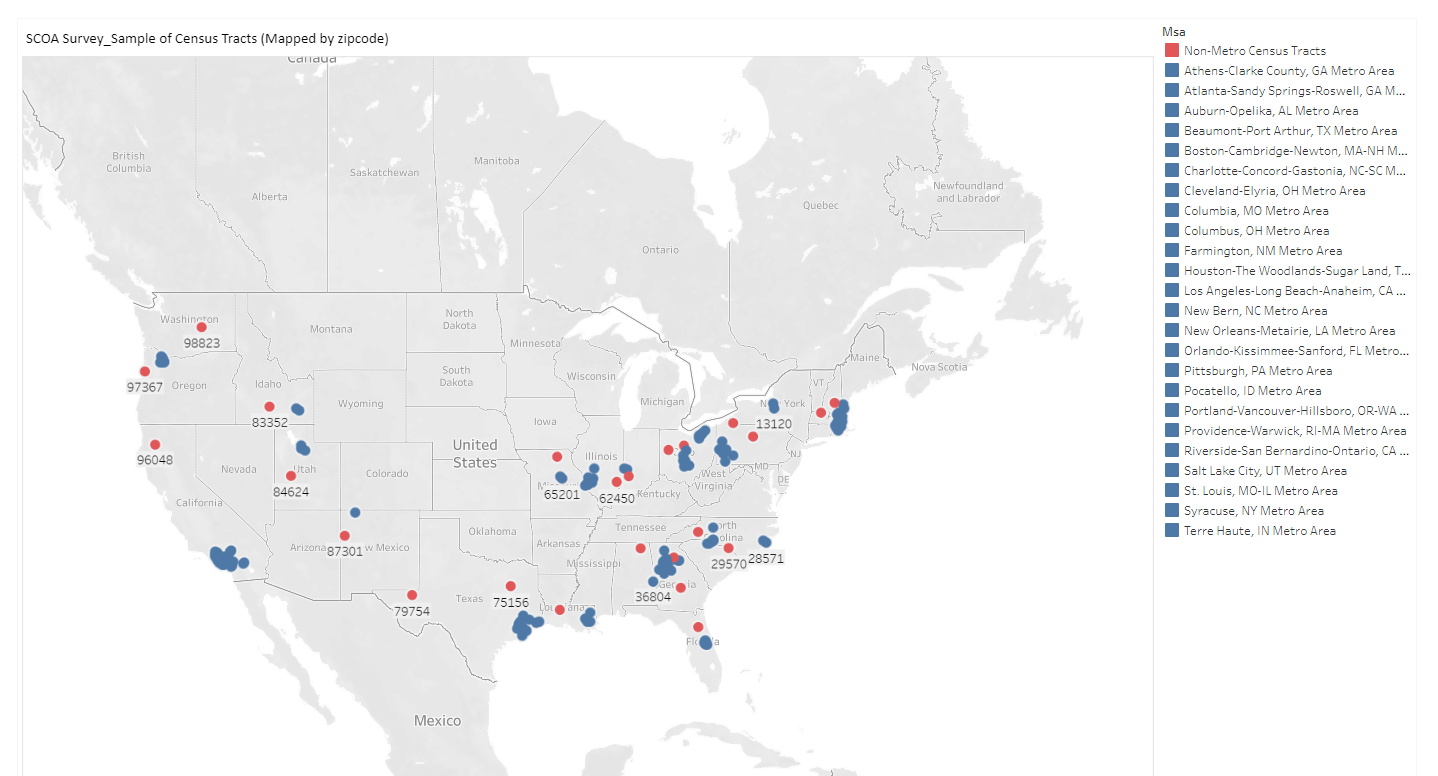 SCOA Survey_Sample of Census Tracts (Mapped by zipcode)
Canada
British
Columbia
Alberta
Saskatchewan
Manitoba
Ontario
Quebec
Newfoundland
and Labrador
Nova Scotia
Maine
VT
Washington
98823
Montana
North
Dakota
Minnesota
97367
Oregon
Idaho
South
Dakota
Wisconsin
Michigan
New York
13120
83352
Wyoming
Iowa
96048
Nevada
Utah
84624
Colorado
United
States
Illinois
65201
62450
Kentucky
West
Virginia
MD
NJ
DE
California
Arizona
w Mexico
87301
Oklahoma
Arkansas
Tennessee
Mississippi
rth
olina
29570
28571
Texas
79754
75156
36804
Mexico
Msa
Non-Metro Census Tracts
Athens-Clarke County, GA Metro Area
Atlanta-Sandy Springs-Roswell, GA M...
Auburn-Opelika, AL Metro Area
Beaumont-Port Arthur, TX Metro Area
Boston-Cambridge-Newton, MA-NH M...
Charlotte-Concord-Gastonia, NC-SC M...
Cleveland-Elyria, OH Metro Area
Columbia, MO Metro Area
Columbus, OH Metro Area
Farmington, NM Metro Area
Houston-The Woodlands-Sugar Land, T...
Los Angeles-Long Beach-Anaheim, CA ...
New Bern, NC Metro Area
New Orleans-Metairie, LA Metro Area
Orlando-Kissimmee-Sanford, FL Metro...
Pittsburgh, PA Metro Area
Pocatello, ID Metro Area
Portland-Vancouver-Hillsboro, OR-WA ...
Providence-Warwick, RI-MA Metro Area
Riverside-San Bernardino-Ontario, CA ...
Salt Lake City, UT Metro Area
St. Louis, MO-IL Metro Area
Syracuse, NY Metro Area
Terre Haute, IN Metro Area